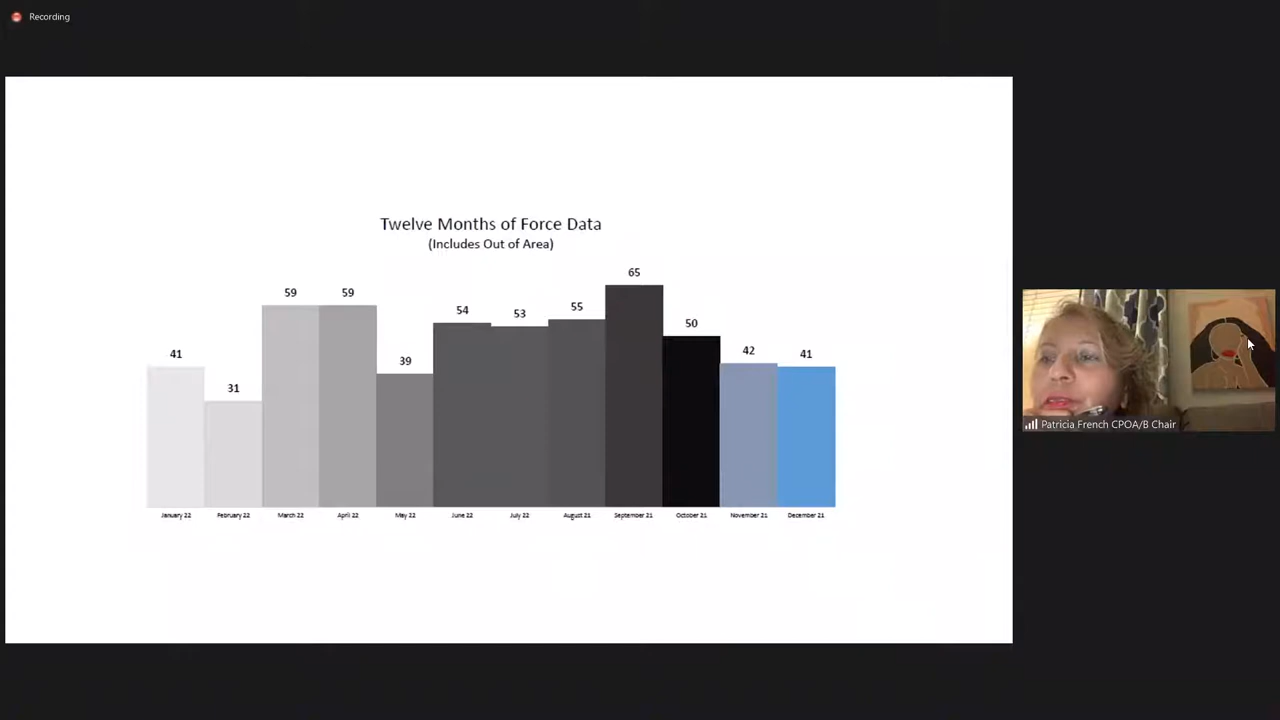 Recording
Twelve Months of Force Data
(Includes Out of Area)
41
31
59
59
39
54
53
55
65
50
42
41
January 22
February 22
March 22
April 22
May 22
June 22
July 22
August 21
September 21
October 21
November 21
December 21
Patricia French CPOA/B Chair